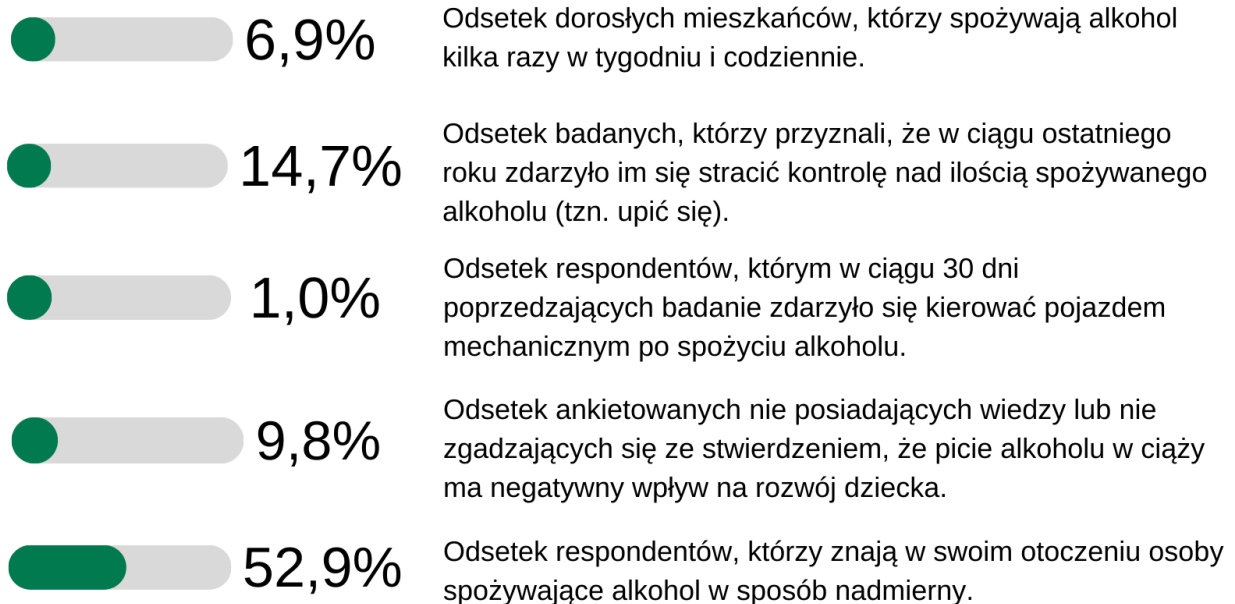 6,9%
Odsetek dorosłych mieszkańców, którzy spożywają alkohol
kilka razy w tygodniu i codziennie.
14,7%
Odsetek badanych, którzy przyznali, że w ciągu ostatniego
roku zdarzyło im się stracić kontrolę nad ilością spożywanego
alkoholu (tzn. upić się).
1,0%
Odsetek respondentów, którym w ciągu 30 dni
poprzedzających badanie zdarzyło się kierować pojazdem
mechanicznym po spożyciu alkoholu.
9,8%
Odsetek ankietowanych nie posiadających wiedzy lub nie
zgadzających się ze stwierdzeniem, że picie alkoholu w ciąży
ma negatywny wpływ na rozwój dziecka.
52,9%
Odsetek respondentów, którzy znają w swoim otoczeniu osoby
spożywające alkohol w sposób nadmierny.